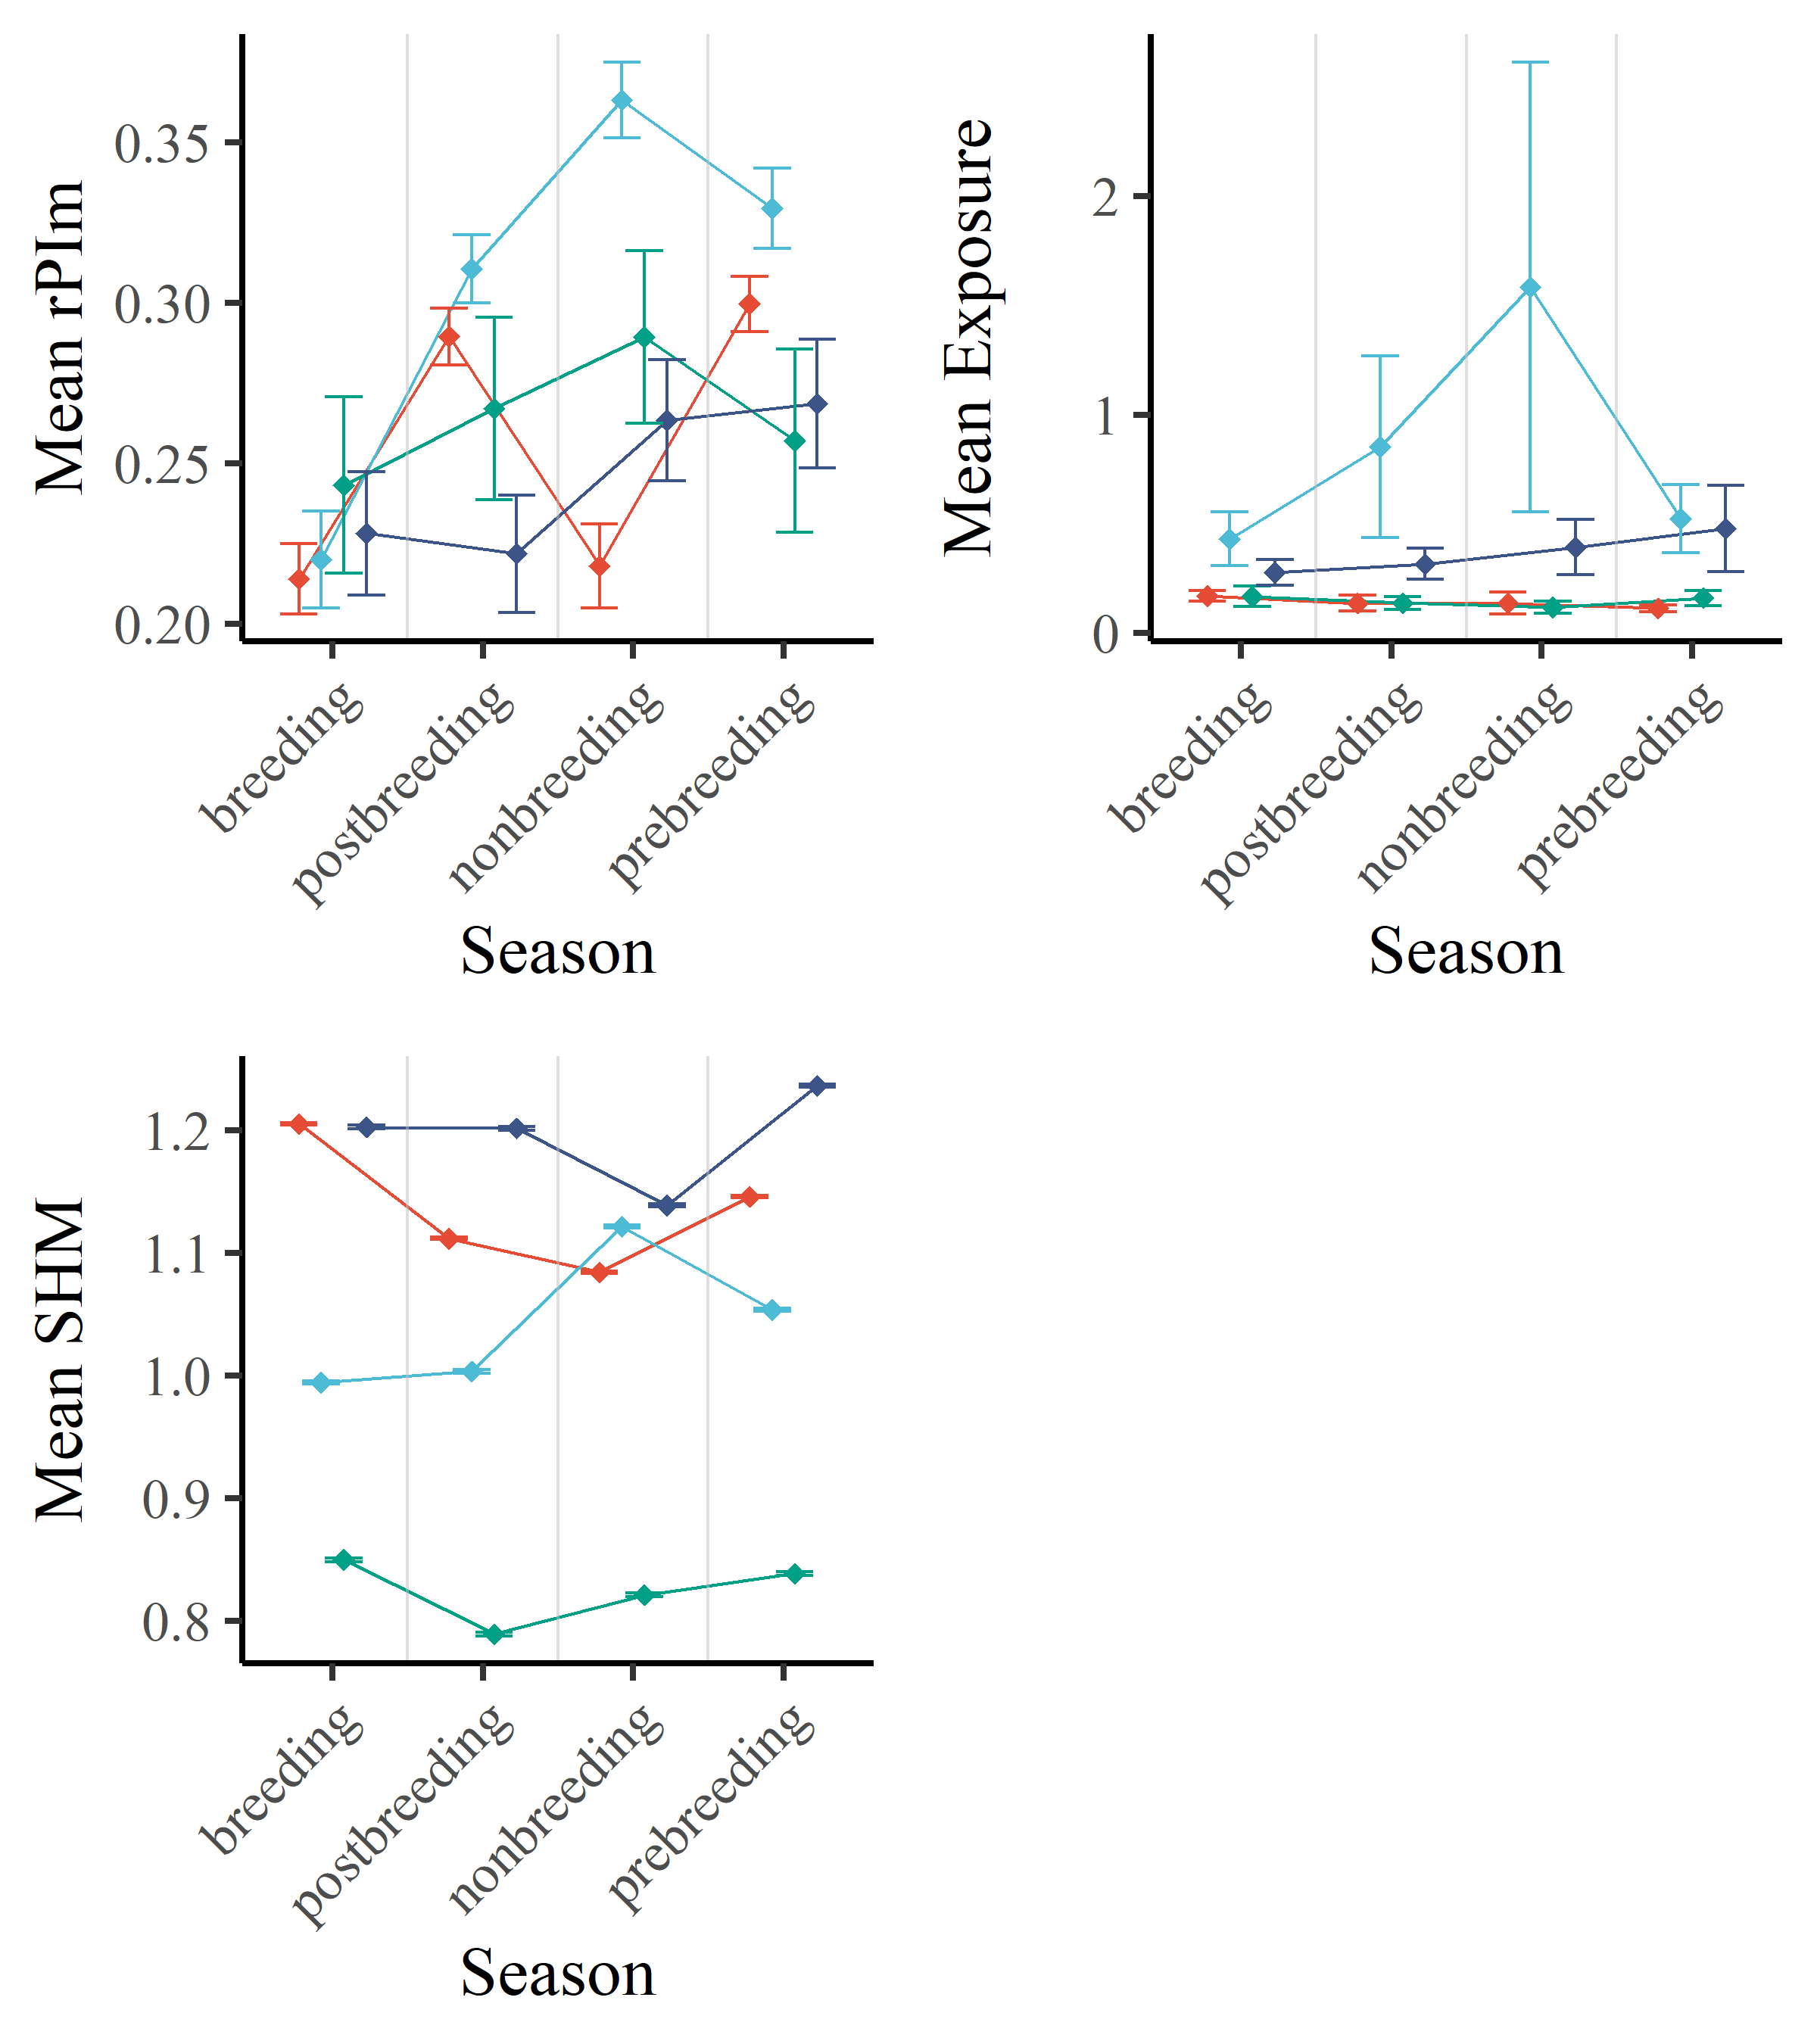 Mean rPIm
0.35
0.30
0.25
0.20
breeding
postbreeding
nonbreeding
prebreeding
Season
Mean Exposure
2
1
0
breeding
postbreeding
nonbreeding
prebreeding
Season
Mean SHM
1.2
1.1
1.0
0.9
0.8
breeding
postbreeding
nonbreeding
prebreeding
Season